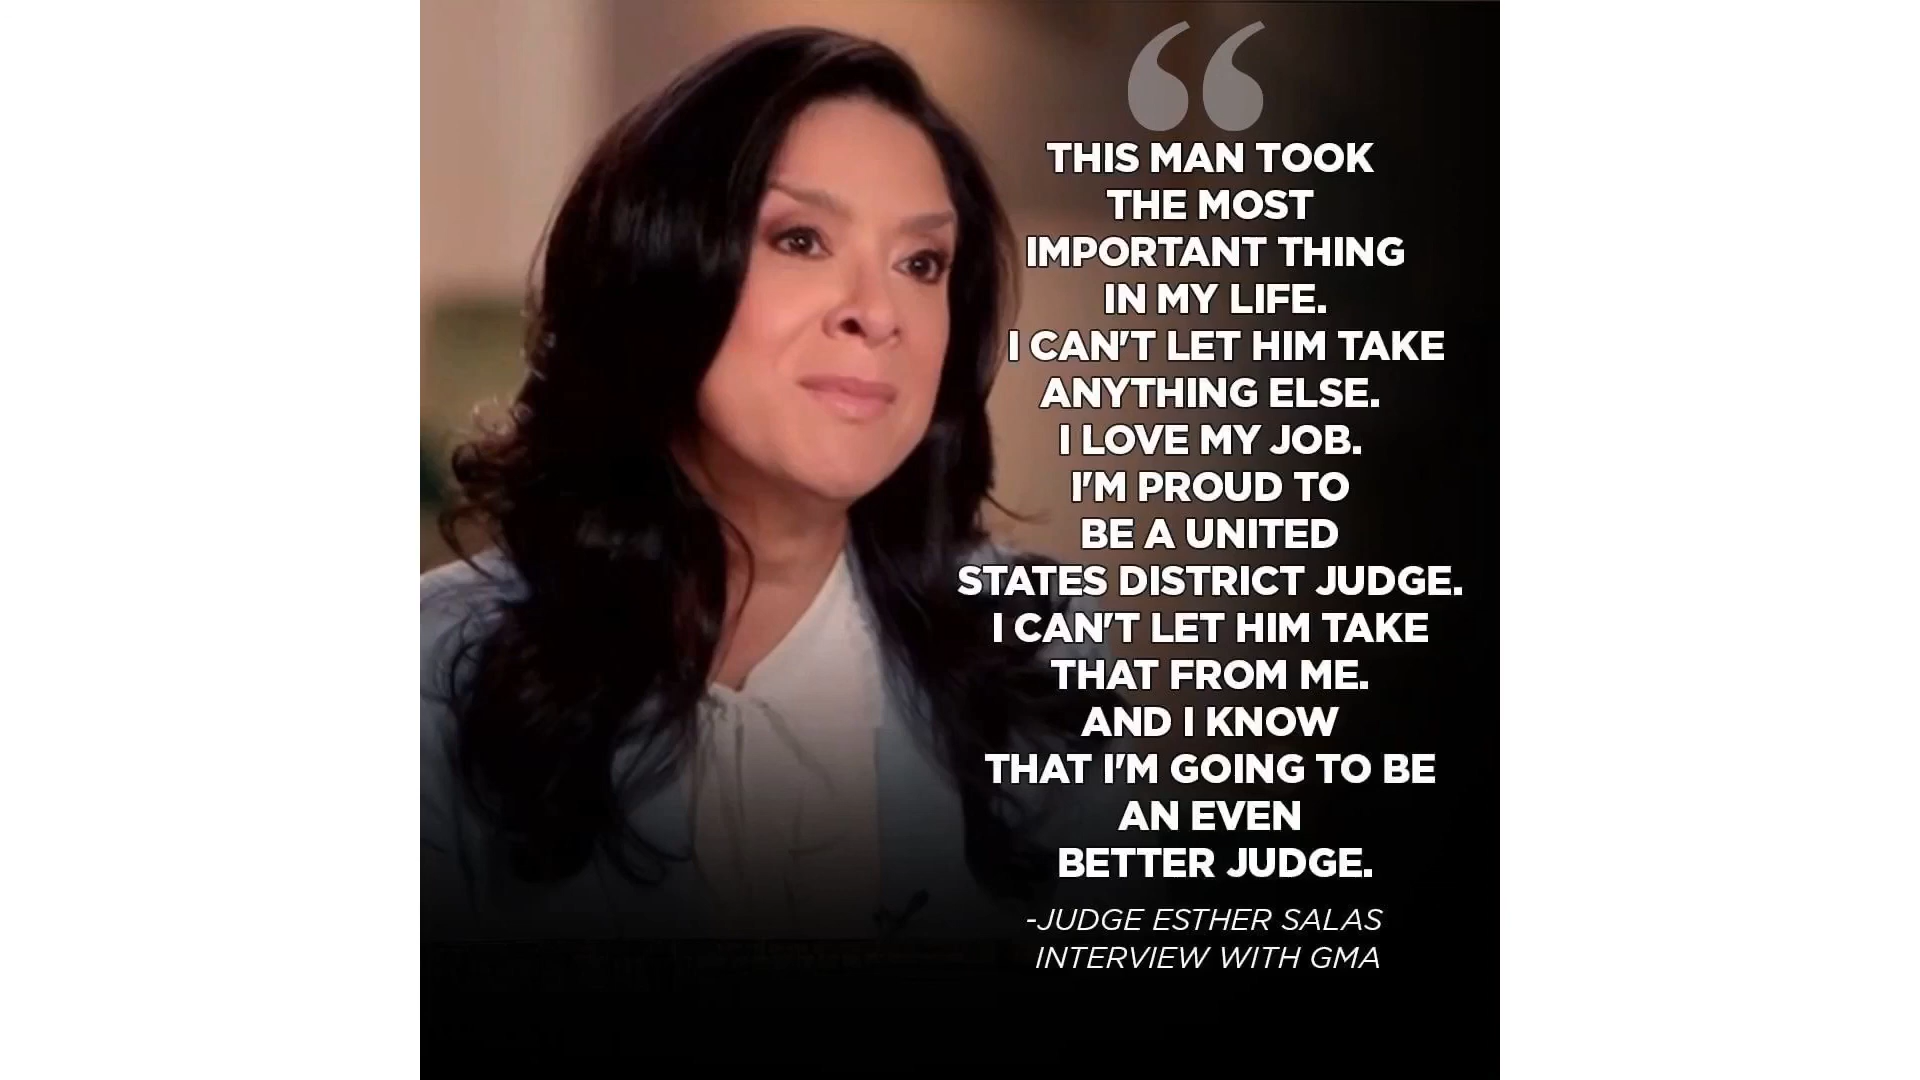 “
THIS MAN TOOK
THE MOST
IMPORTANT THING
IN MY LIFE.
I CAN'T LET HIM TAKE
ANYTHING ELSE.
I LOVE MY JOB.
I'M PROUD TO
BE A UNITED
STATES DISTRICT JUDGE.
I CAN'T LET HIM TAKE
THAT FROM ME.
AND I KNOW
THAT I'M GOING TO BE
AN EVEN
BETTER JUDGE.
-JUDGE ESTHER SALAS
INTERVIEW WITH GMA